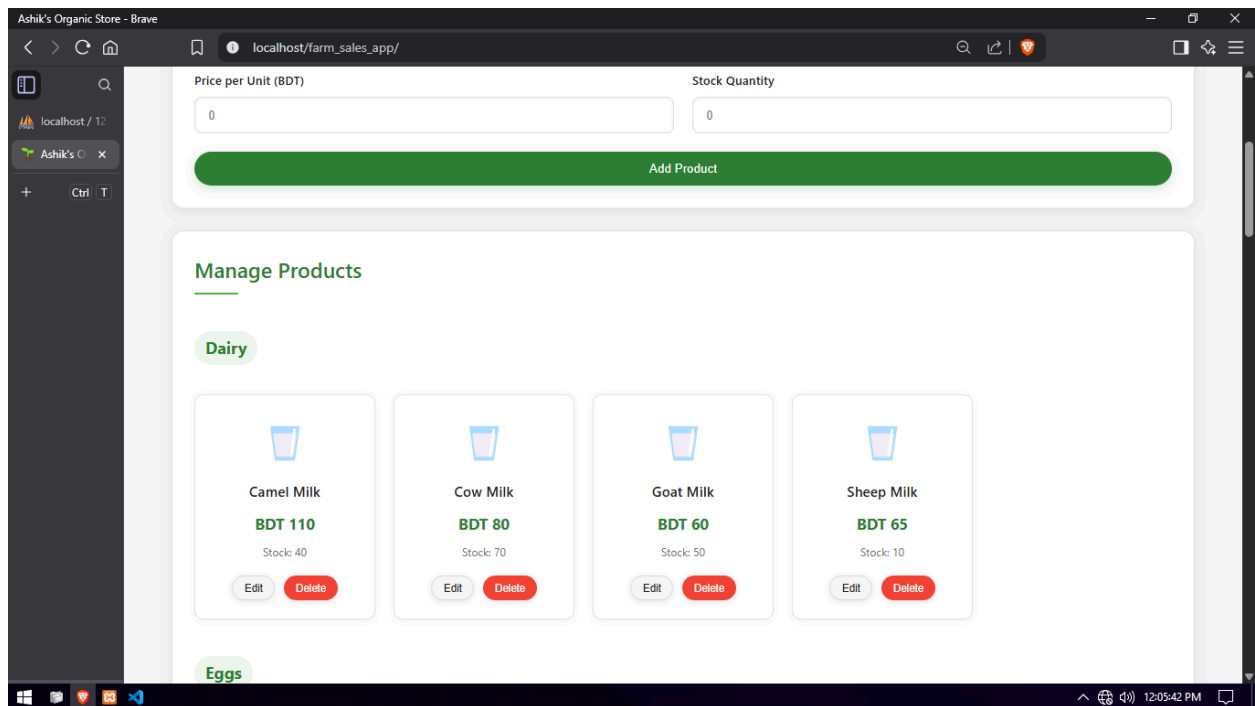 Ashik's Organic Store - Brave
localhost/farm_sales_app/
localhost / 12
Ashik's O
Ctrl T
Price per Unit (BDT) Stock Quantity
0 0
Add Product
Manage Products
Dairy
Camel Milk Cow Milk Goat Milk Sheep Milk
BDT 110 BDT 80 BDT 60 BDT 65
Stock: 40 Stock: 70 Stock: 50 Stock: 10
Edit Delete Edit Delete Edit Delete Edit Delete
Eggs
12:05:42 PM